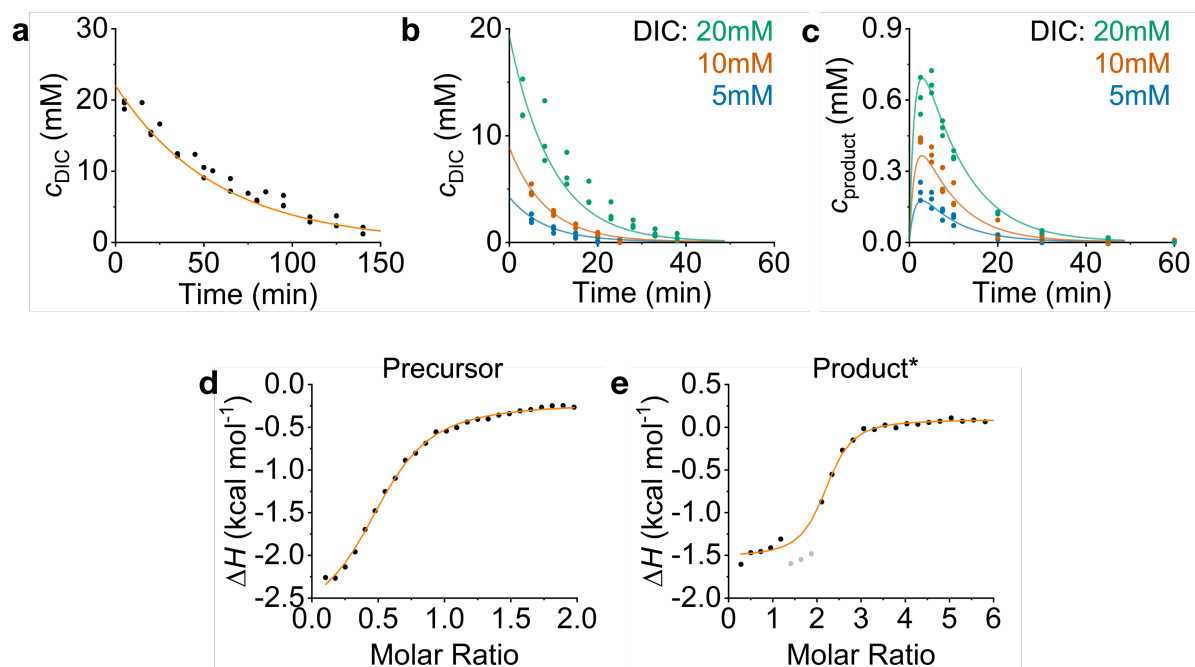 a
30
20
10
0
c_DIC (mM)
0 50 100 150
Time (min)
b
20
10
0
c_DIC (mM)
DIC: 20mM
10mM
5mM
0 20 40 60
Time (min)
c
0.9
0.6
0.3
0.0
c_product (mM)
DIC: 20mM
10mM
5mM
0 20 40 60
Time (min)
d
Precursor
0.0
-0.5
-1.0
-1.5
-2.0
-2.5
ΔH (kcal mol⁻¹)
0.0 0.5 1.0 1.5 2.0
Molar Ratio
e
Product*
0.5
0.0
-0.5
-1.0
-1.5
-2.0
ΔH (kcal mol⁻¹)
0 1 2 3 4 5 6
Molar Ratio